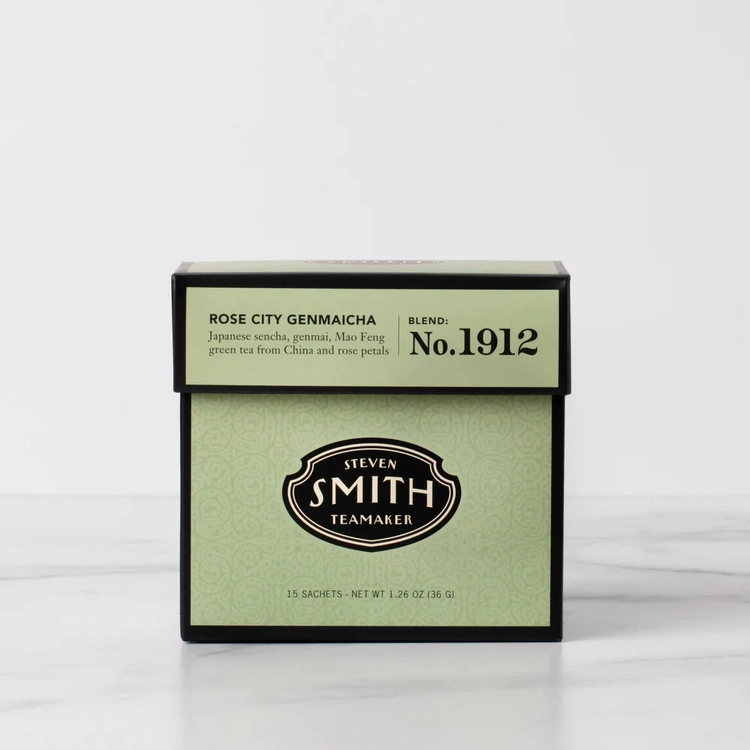 ROSE CITY GENMAICHA
Japanese sencha, genmai, Mao Feng
green tea from China and rose petals
BLEND:
No.1912
STEVEN
SMITH
TEAMAKER
15 SACHETS - NET WT 1.26 OZ (36 G)